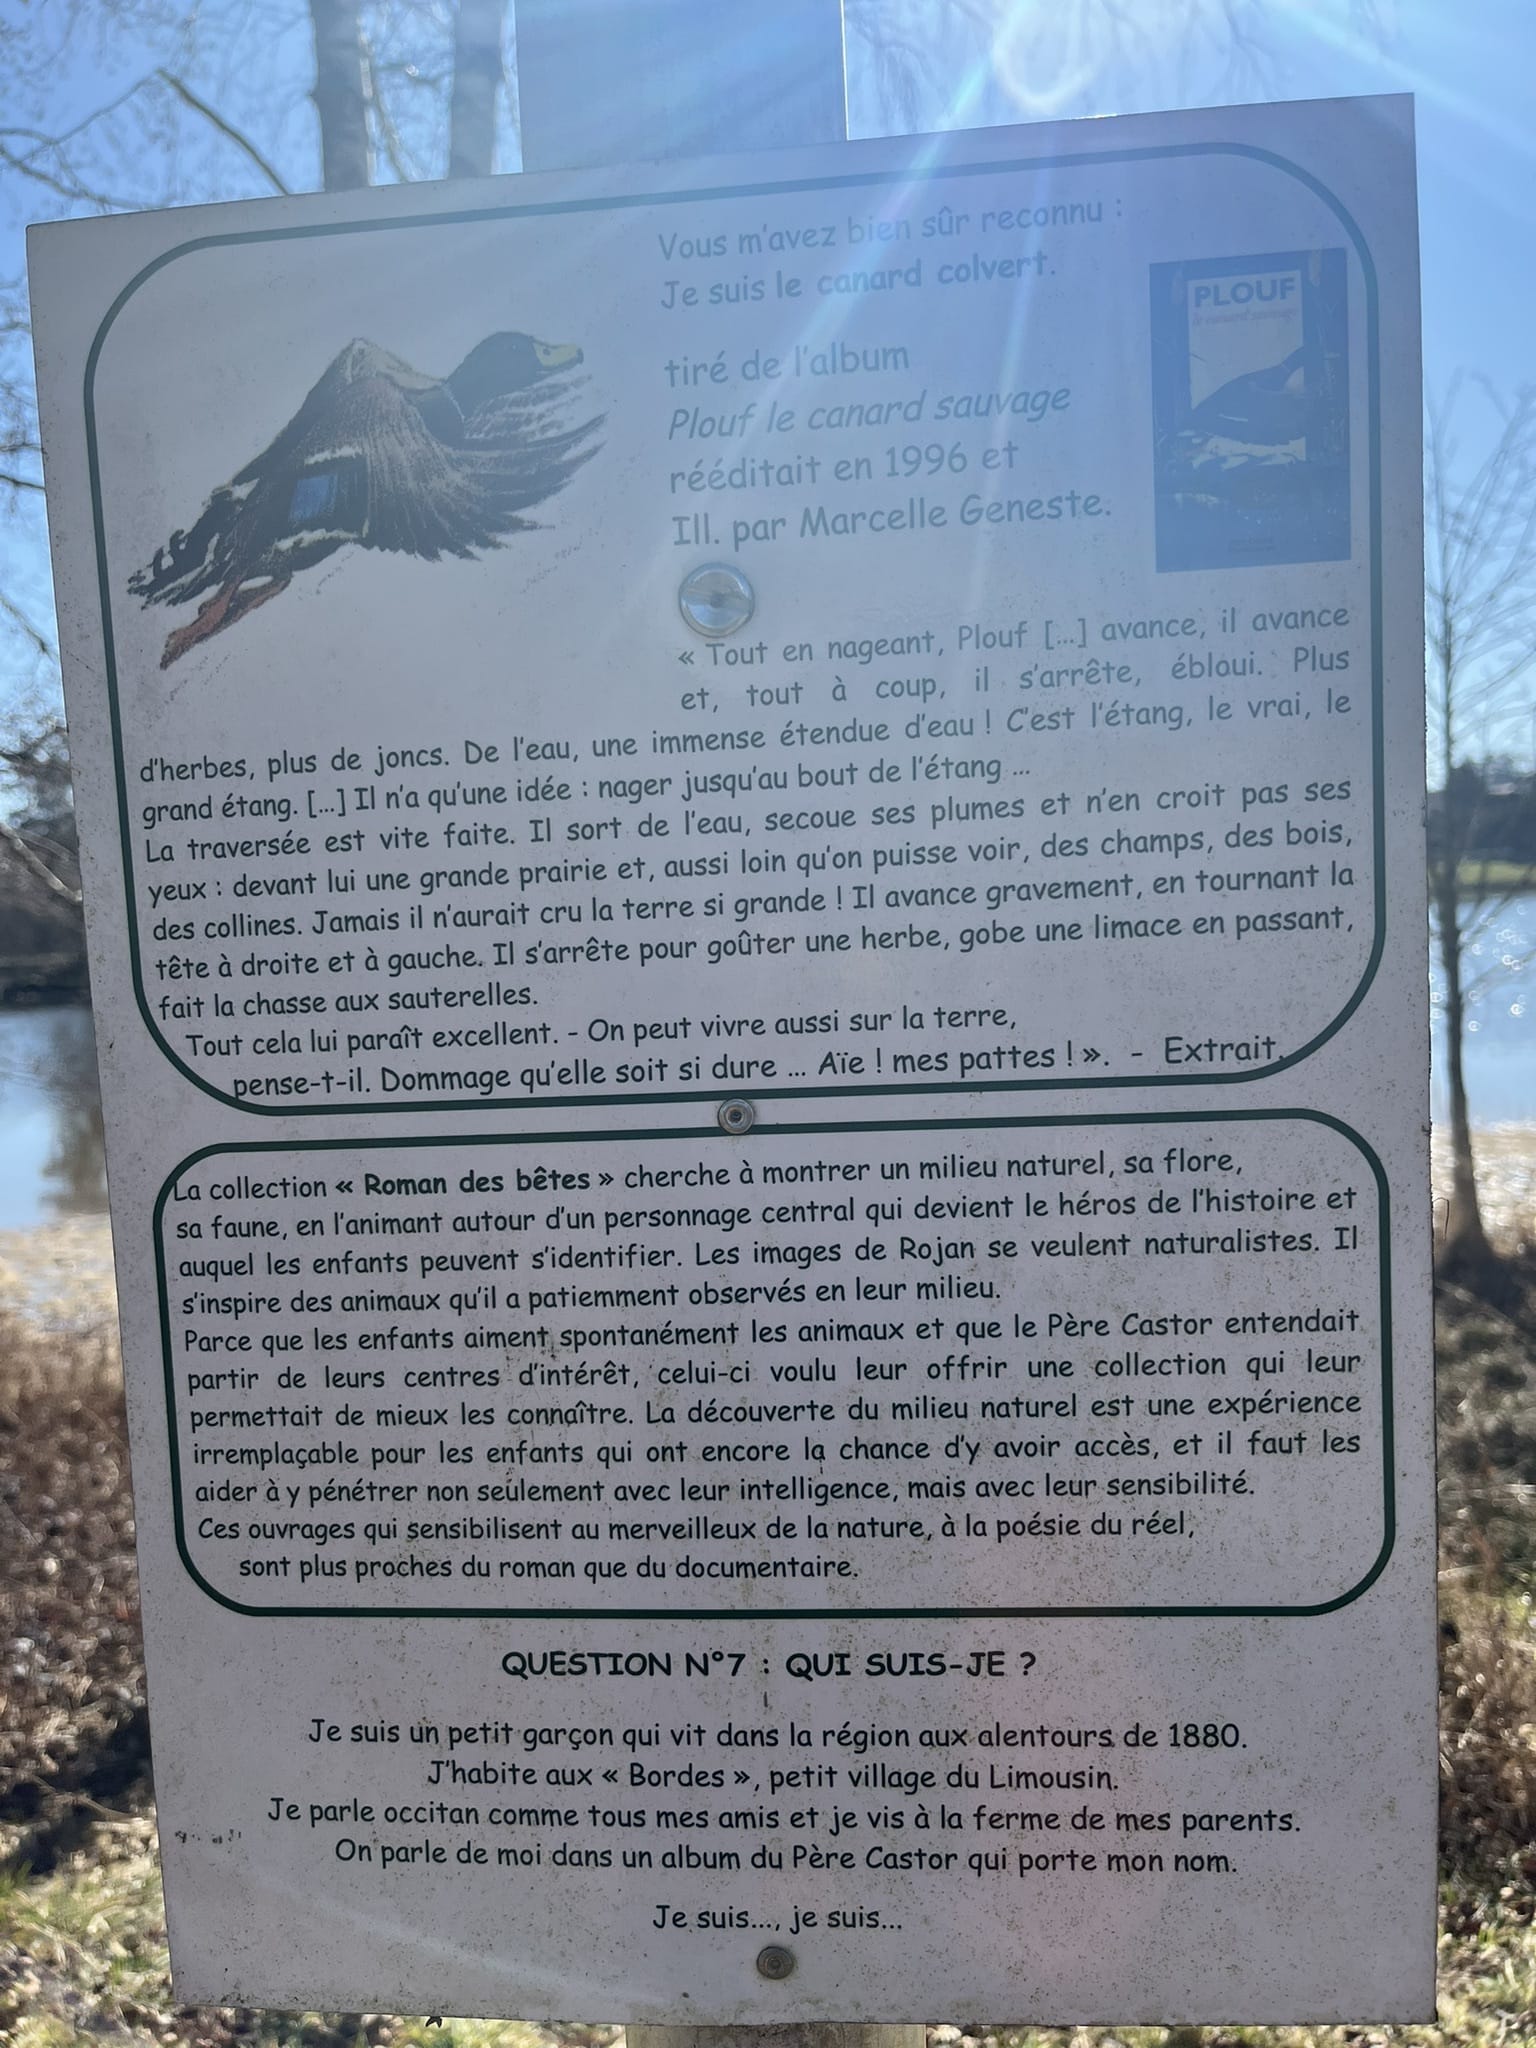 Vous m'avez bien sûr reconnu :
Je suis le canard colvert.
PLOUF
le canard sauvage
tiré de l'album
Plouf le canard sauvage
rééditait en 1996 et
Ill. par Marcelle Geneste.
« Tout en nageant, Plouf [...] avance, il avance
et, tout à coup, il s'arrête, ébloui. Plus
d'herbes, plus de joncs. De l'eau, une immense étendue d'eau ! C'est l'étang, le vrai, le
grand étang. [...] Il n'a qu'une idée : nager jusqu'au bout de l'étang ...
La traversée est vite faite. Il sort de l'eau, secoue ses plumes et n'en croit pas ses
yeux : devant lui une grande prairie et, aussi loin qu'on puisse voir, des champs, des bois,
des collines. Jamais il n'aurait cru la terre si grande ! Il avance gravement, en tournant la
tête à droite et à gauche. Il s'arrête pour goûter une herbe, gobe une limace en passant,
fait la chasse aux sauterelles.
Tout cela lui paraît excellent. - On peut vivre aussi sur la terre,
pense-t-il. Dommage qu'elle soit si dure ... Aïe ! mes pattes ! ». - Extrait.
La collection « Roman des bêtes » cherche à montrer un milieu naturel, sa flore,
sa faune, en l'animant autour d'un personnage central qui devient le héros de l'histoire et
auquel les enfants peuvent s'identifier. Les images de Rojan se veulent naturalistes. Il
s'inspire des animaux qu'il a patiemment observés en leur milieu.
Parce que les enfants aiment spontanément les animaux et que le Père Castor entendait
partir de leurs centres d'intérêt, celui-ci voulu leur offrir une collection qui leur
permettait de mieux les connaître. La découverte du milieu naturel est une expérience
irremplaçable pour les enfants qui ont encore la chance d'y avoir accès, et il faut les
aider à y pénétrer non seulement avec leur intelligence, mais avec leur sensibilité.
Ces ouvrages qui sensibilisent au merveilleux de la nature, à la poésie du réel,
sont plus proches du roman que du documentaire.
QUESTION N°7 : QUI SUIS-JE ?
Je suis un petit garçon qui vit dans la région aux alentours de 1880.
J'habite aux « Bordes », petit village du Limousin.
Je parle occitan comme tous mes amis et je vis à la ferme de mes parents.
On parle de moi dans un album du Père Castor qui porte mon nom.
Je suis..., je suis...